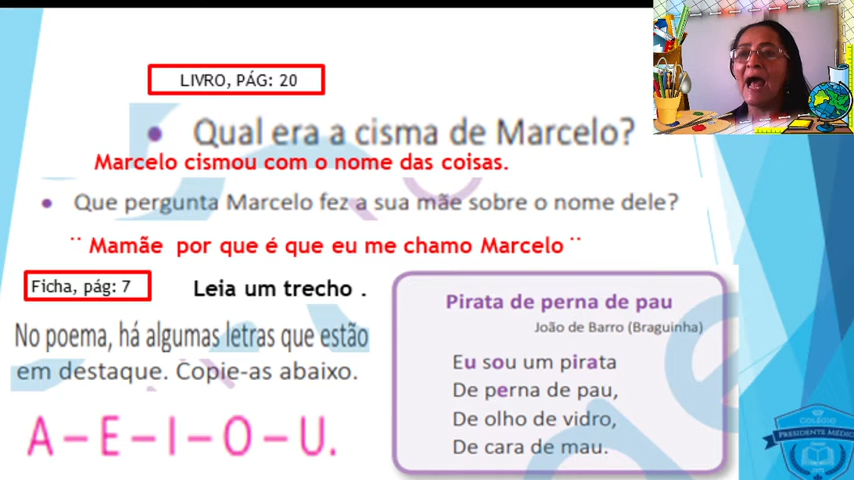 LIVRO, PÁG: 20
• Qual era a cisma de Marcelo?
Marcelo cismou com o nome das coisas.
• Que pergunta Marcelo fez a sua mãe sobre o nome dele?
¨ Mamãe por que é que eu me chamo Marcelo ¨
Ficha, pág: 7
Leia um trecho .
No poema, há algumas letras que estão
em destaque. Copie-as abaixo.
A – E – I – O – U.
Pirata de perna de pau
João de Barro (Braguinha)
Eu sou um pirata
De perna de pau,
De olho de vidro,
De cara de mau.
COLÉGIO
PRESIDENTE MÉDICI